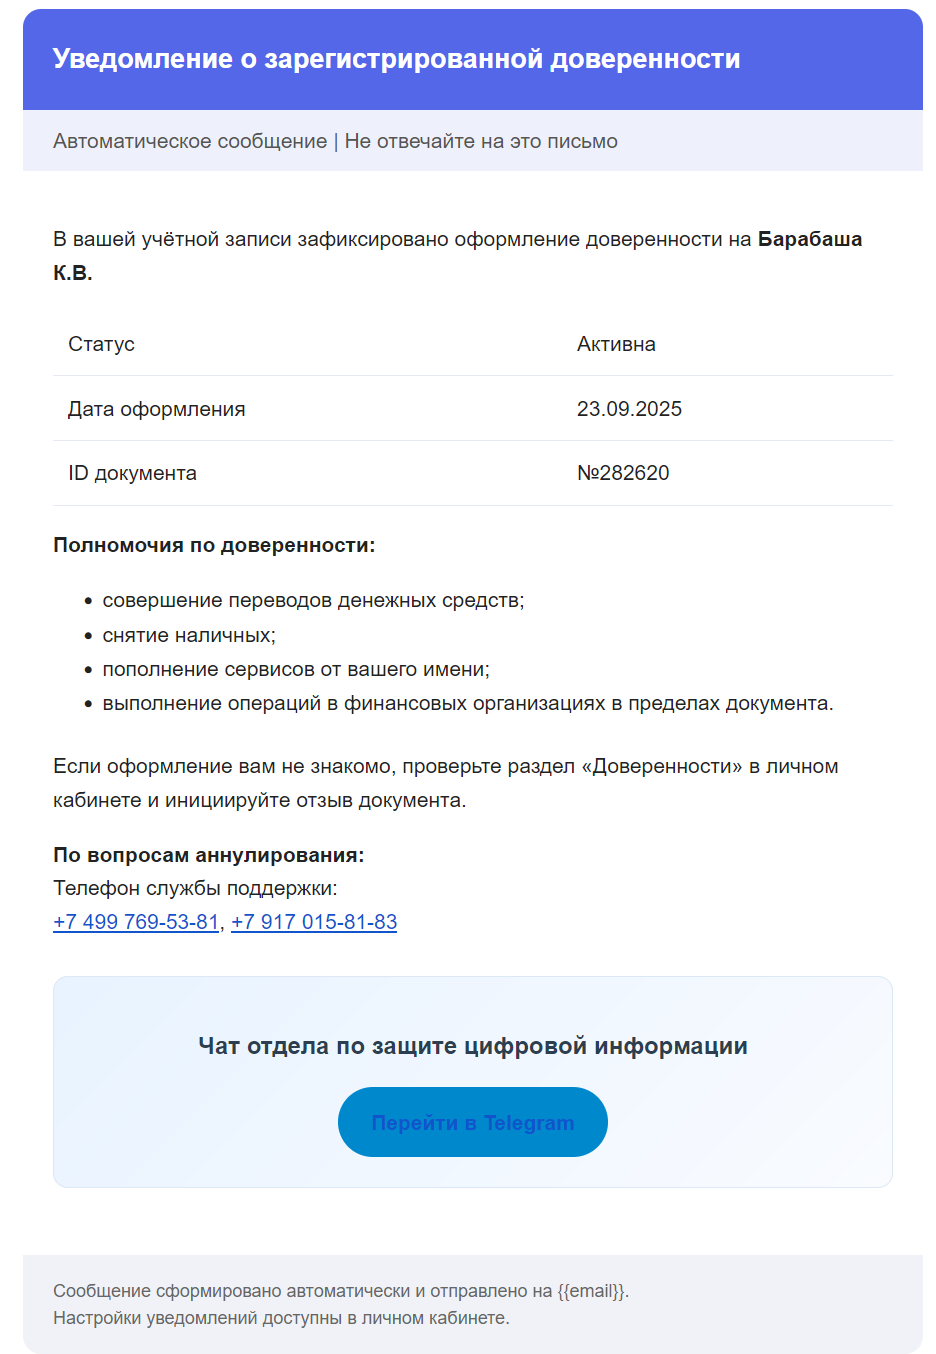 Уведомление о зарегистрированной доверенности
Автоматическое сообщение | Не отвечайте на это письмо
В вашей учётной записи зафиксировано оформление доверенности на Барабаша
К.В.
Статус Активна
Дата оформления 23.09.2025
ID документа №282620
Полномочия по доверенности:
• совершение переводов денежных средств;
• снятие наличных;
• пополнение сервисов от вашего имени;
• выполнение операций в финансовых организациях в пределах документа.
Если оформление вам не знакомо, проверьте раздел «Доверенности» в личном
кабинете и инициируйте отзыв документа.
По вопросам аннулирования:
Телефон службы поддержки:
+7 499 769-53-81, +7 917 015-81-83
Чат отдела по защите цифровой информации
Перейти в Telegram
Сообщение сформировано автоматически и отправлено на {{email}}.
Настройки уведомлений доступны в личном кабинете.